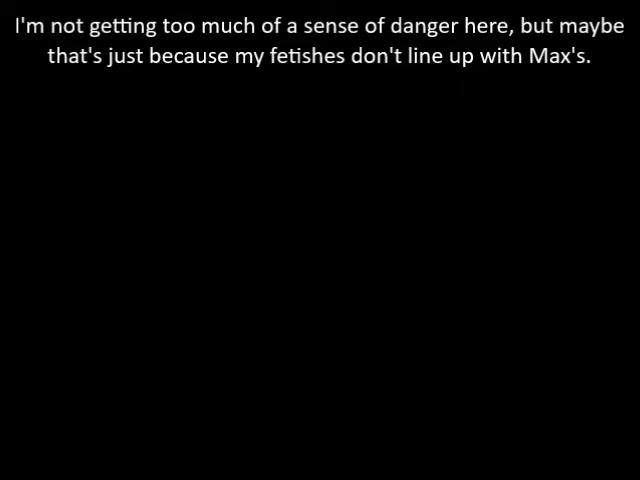 I'm not getting too much of a sense of danger here, but maybe
that's just because my fetishes don't line up with Max's.